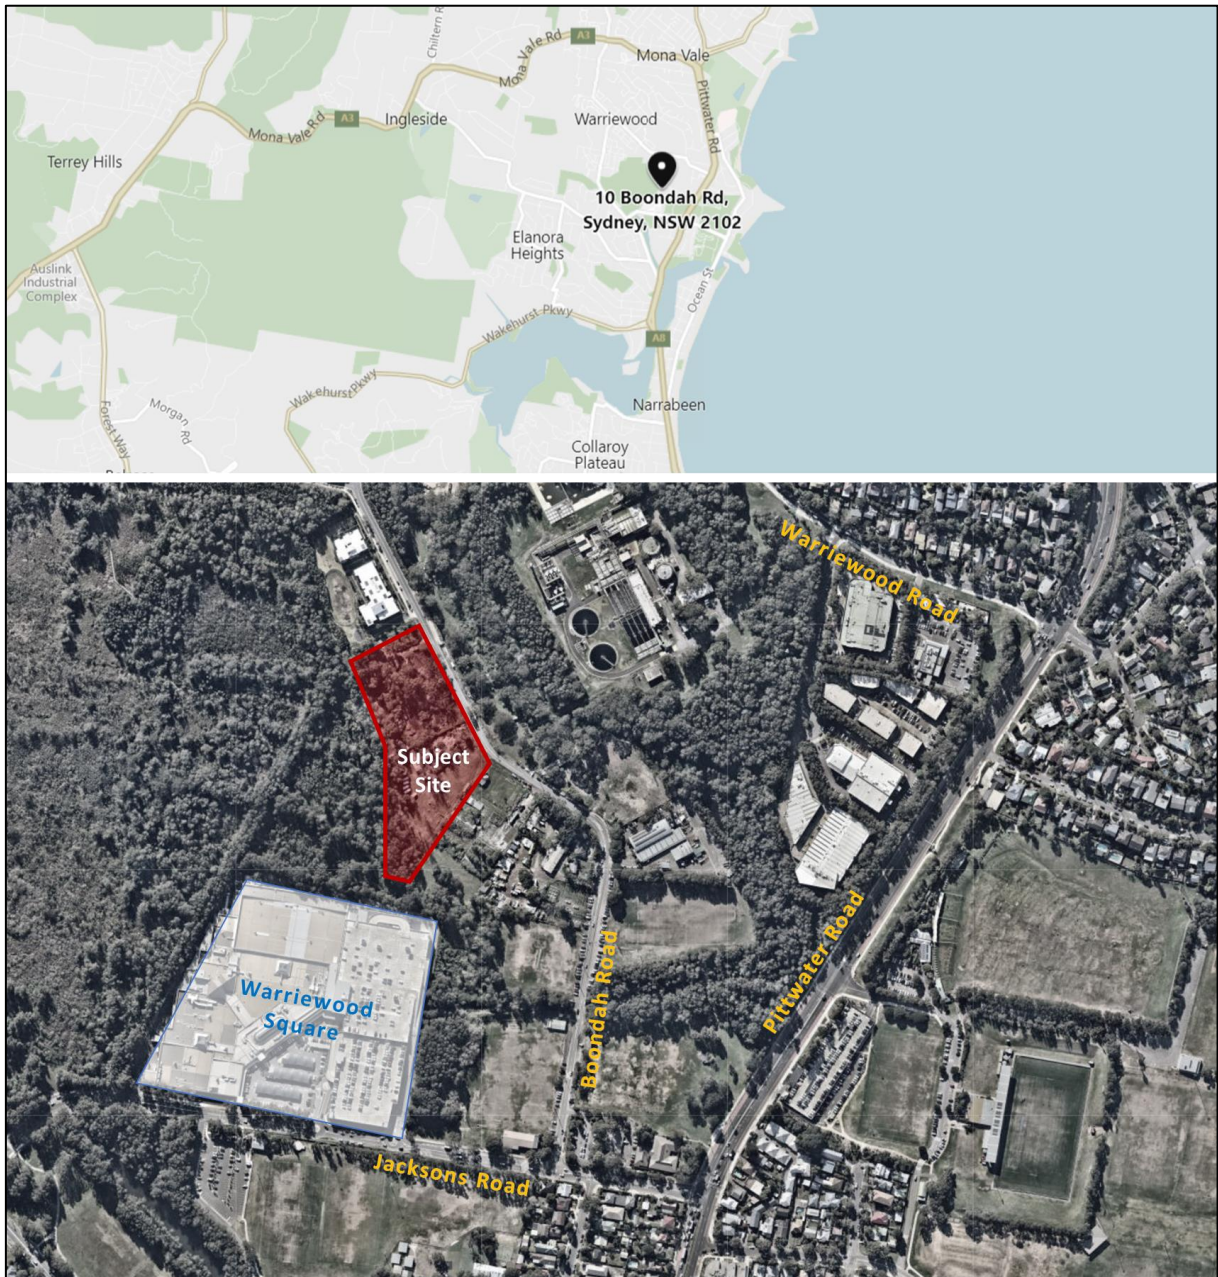 Chiltern R
A3
Mona Vale Rd
Mona Vale
Pittwater Rd
Mona Vale Rd
A3
Ingleside
Warriewood
Terrey Hills
10 Boondah Rd,
Sydney, NSW 2102
Elanora
Heights
Auslink
Industrial
Complex
Ocean St
Wakehurst Pkwy
A8
Wakehurst Pkwy
Forest Way
Morgan
Rd
Narrabeen
Collaroy
Plateau
Warriewood Road
Subject
Site
Pittwater Road
Boondah Road
Warriewood
Square
Jacksons Road